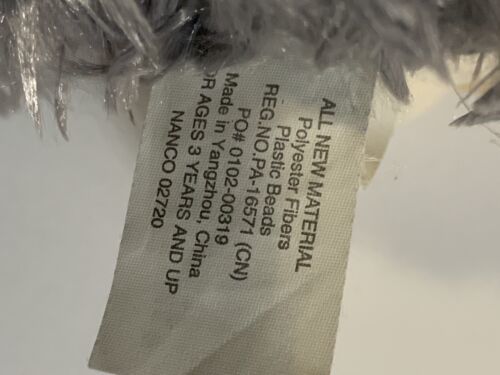 ALL NEW MATERIAL
Polyester Fibers
Plastic Beads
REG.NO.PA-16571 (CN)
PO# 0102-00319
Made in Yangzhou, China
OR AGES 3 YEARS AND UP
NANCO 02720